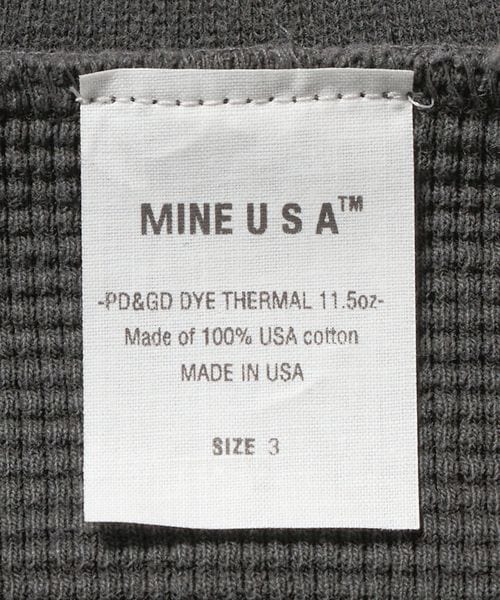 MINE U S A™
-PD&GD DYE THERMAL 11.5oz-
Made of 100% USA cotton
MADE IN USA
SIZE 3